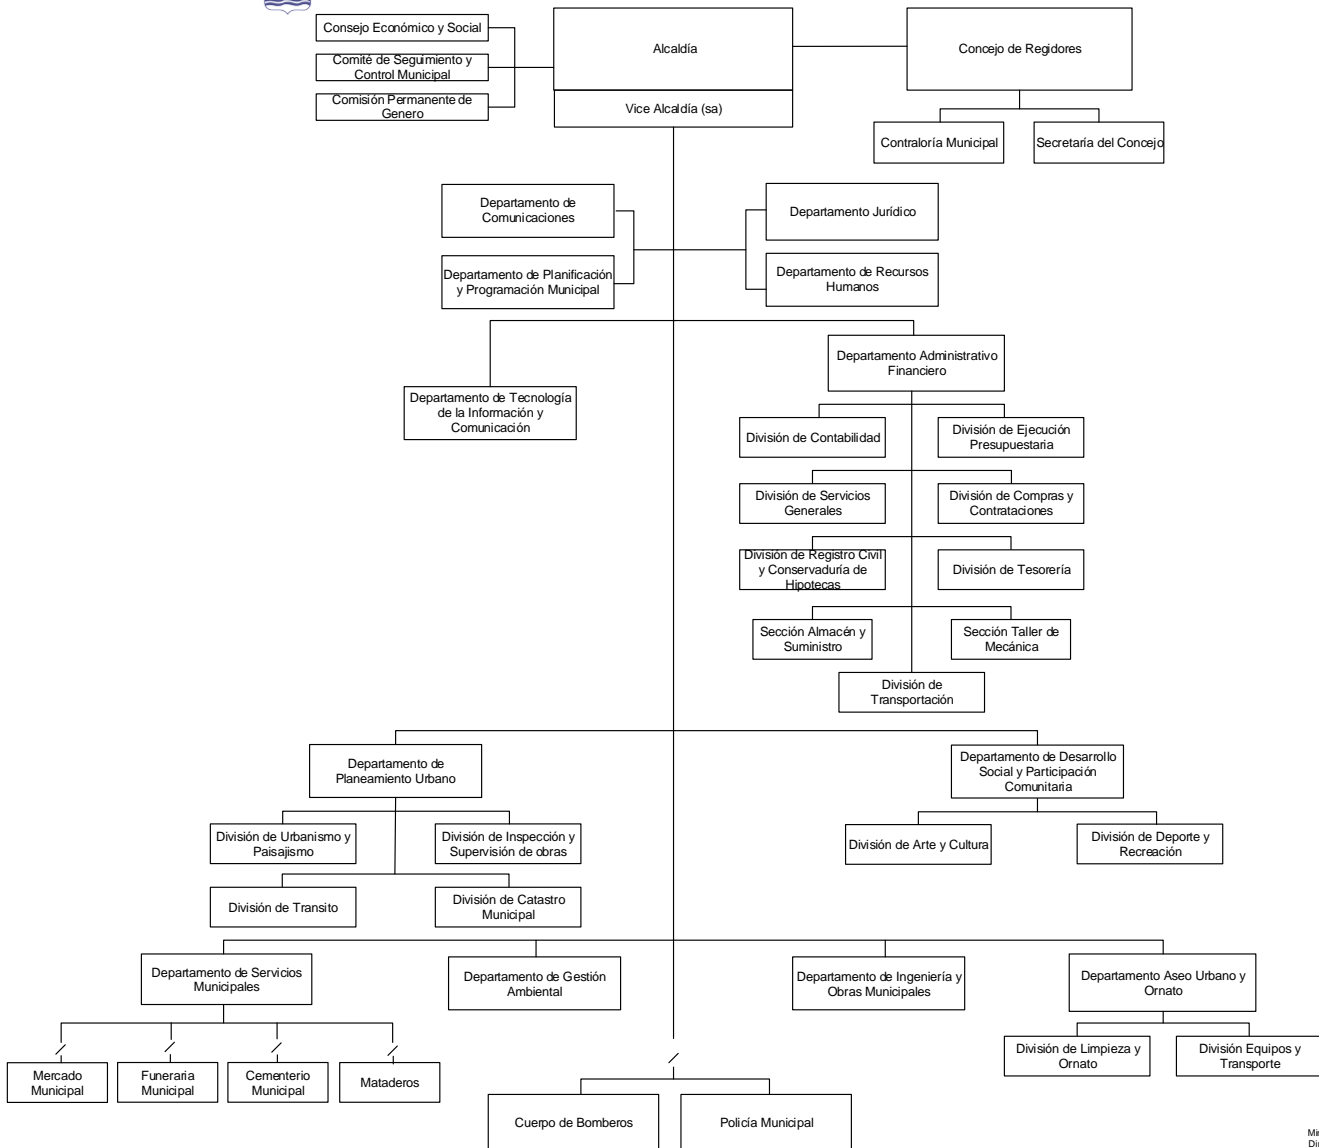 Consejo Económico y Social
Comité de Seguimiento y
Control Municipal
Comisión Permanente de
Genero
Alcaldía
Vice Alcaldía (sa)
Concejo de Regidores
Contraloría Municipal
Secretaría del Concejo
Departamento de
Comunicaciones
Departamento Jurídico
Departamento de Planificación
y Programación Municipal
Departamento de Recursos
Humanos
Departamento Administrativo
Financiero
Departamento de Tecnología
de la Información y
Comunicación
División de Contabilidad
División de Ejecución
Presupuestaria
División de Servicios
Generales
División de Compras y
Contrataciones
División de Registro Civil
y Conservaduría de
Hipotecas
División de Tesorería
Sección Almacén y
Suministro
Sección Taller de
Mecánica
División de
Transportación
Departamento de
Planeamiento Urbano
Departamento de Desarrollo
Social y Participación
Comunitaria
División de Urbanismo y
Paisajismo
División de Inspección y
Supervisión de obras
División de Arte y Cultura
División de Deporte y
Recreación
División de Transito
División de Catastro
Municipal
Departamento de Servicios
Municipales
Departamento de Gestión
Ambiental
Departamento de Ingeniería y
Obras Municipales
Departamento Aseo Urbano y
Ornato
Mercado
Municipal
Funeraria
Municipal
Cementerio
Municipal
Mataderos
División de Limpieza y
Ornato
División Equipos y
Transporte
Cuerpo de Bomberos
Policía Municipal